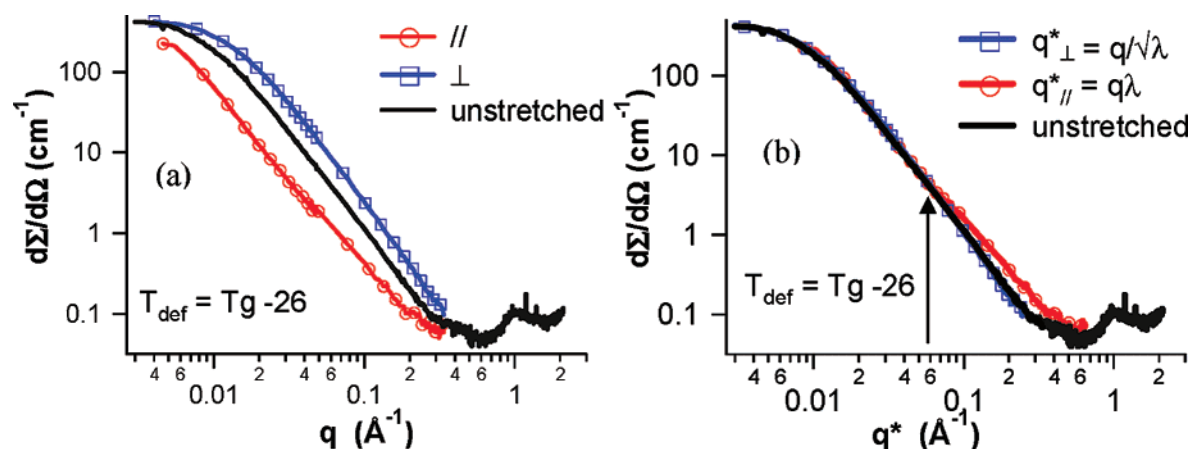 dΣ/dΩ (cm⁻¹)
100
10
1
0.1
//
⊥
unstretched
(a)
T_def = Tg -26
4 6 2 4 6 2 4 6 2
0.01 0.1 1
q (Å⁻¹)
dΣ/dΩ (cm⁻¹)
100
10
1
0.1
q*_⊥ = q/√λ
q*_// = qλ
unstretched
(b)
T_def = Tg -26
4 6 2 4 6 2 4 6 2
0.01 0.1 1
q* (Å⁻¹)